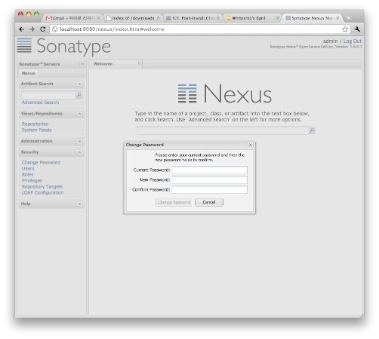 Gmail
Index of /downloads
Sonatype Nexus
localhost:8080/nexus/index.html#welcome
Sonatype
admin | Log Out
Sonatype Nexus™ Open Source Edition, Version:
Sonatype™ Servers
Nexus
Welcome
Artifact Search
Advanced Search
Views/Repositories
Repositories
System Feeds
Administration
Security
Change Password
Users
Roles
Privileges
Repository Targets
LDAP Configuration
Help
Nexus
Type in the name of a project, class, or artifact into the text box below,
and click Search. Use "Advanced Search" on the left for more options.
Change Password
Please enter your current password and then the
new password twice to confirm.
Current Password:
New Password:
Confirm Password:
Change Password
Cancel